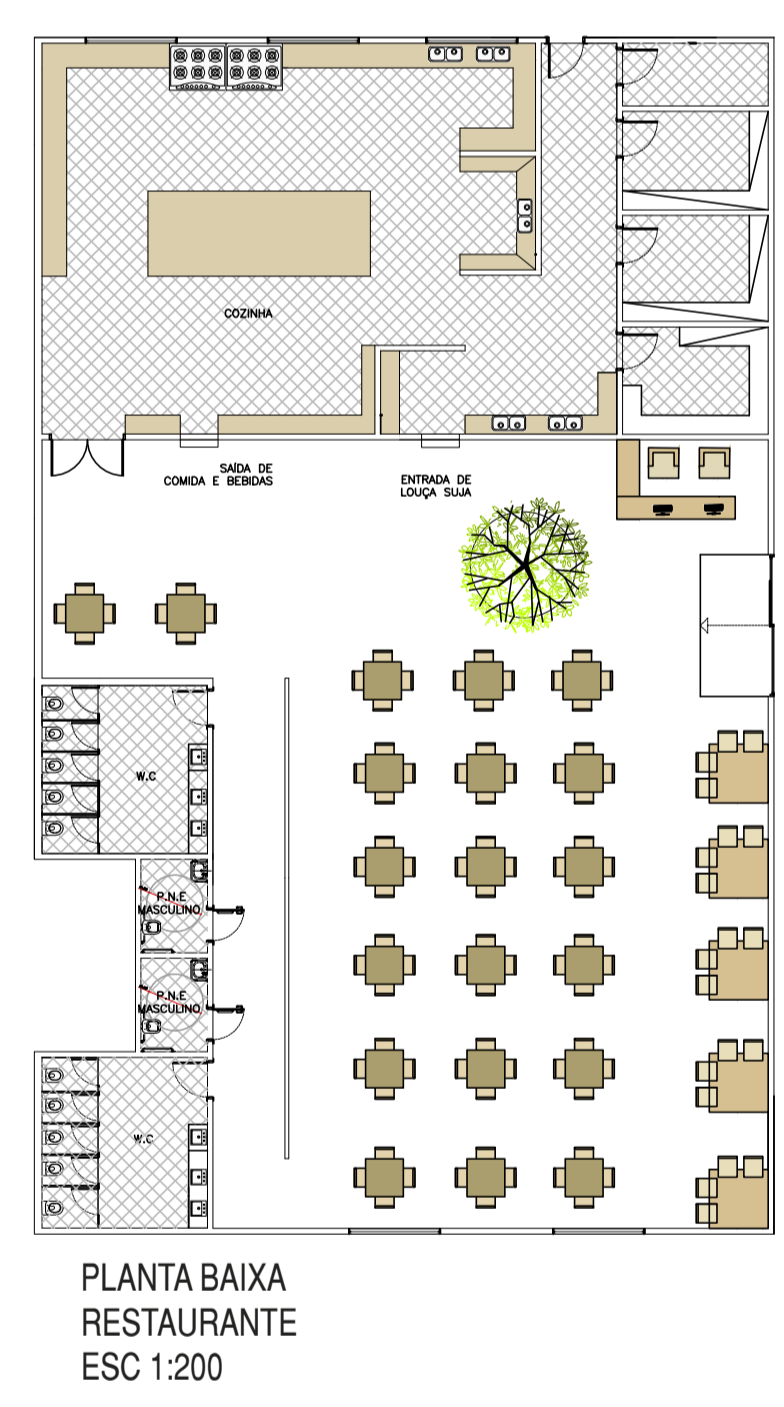 COZINHA
SAÍDA DE
COMIDA E BEBIDAS
ENTRADA DE
LOUÇA SUJA
W.C
P.N.E
MASCULINO
P.N.E
MASCULINO
W.C
PLANTA BAIXA
RESTAURANTE
ESC 1:200